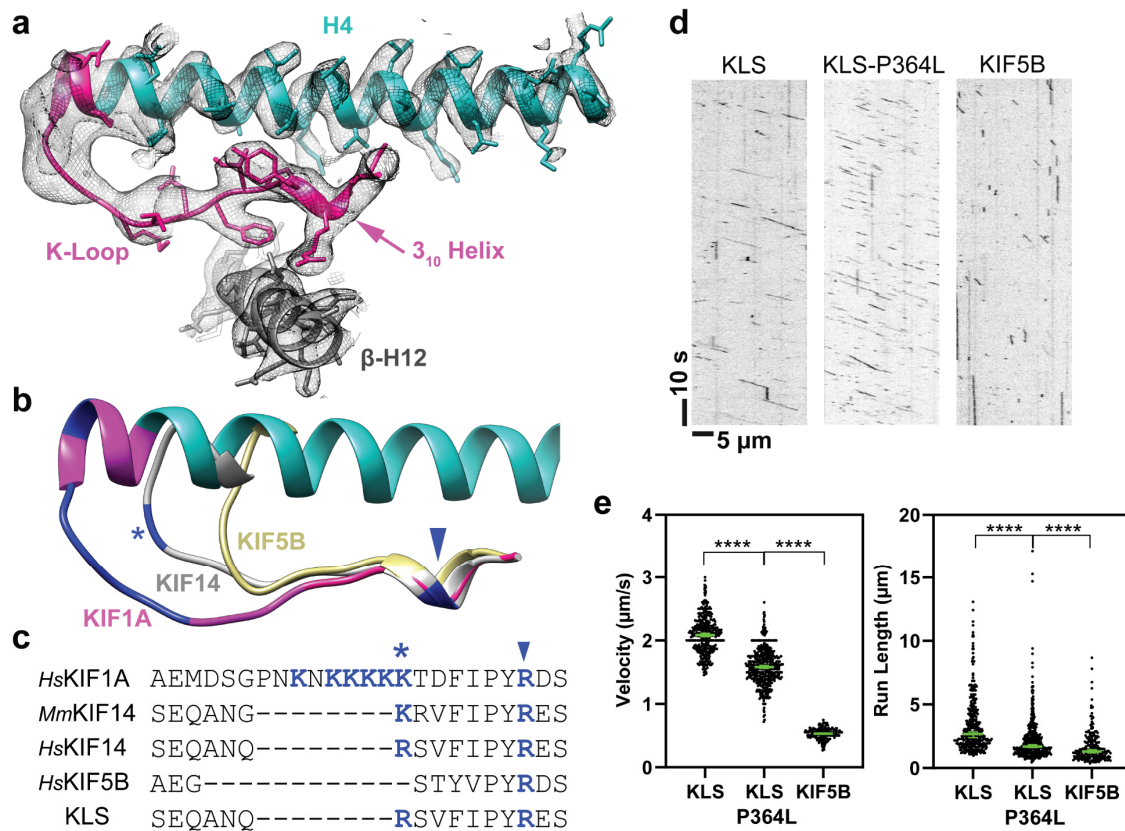 a
H4
K-Loop
3₁₀ Helix
β-H12
b
*
KIF5B
KIF14
KIF1A
c
*
HsKIF1A AEMDSGPNNKNKKKKKTDFIPYRDS
MmKIF14 SEQANG---------KRVFIPYRES
HsKIF14 SEQANQ---------RSVFIPYRES
HsKIF5B AEG-------------STYVPYRDS
KLS SEQANQ---------RSVFIPYRES
d
KLS KLS-P364L KIF5B
10 s
5 µm
e
**** ****
Velocity (µm/s)
4
3
2
1
0
KLS KLS KIF5B
P364L
**** ****
Run Length (µm)
20
15
10
5
0
KLS KLS KIF5B
P364L